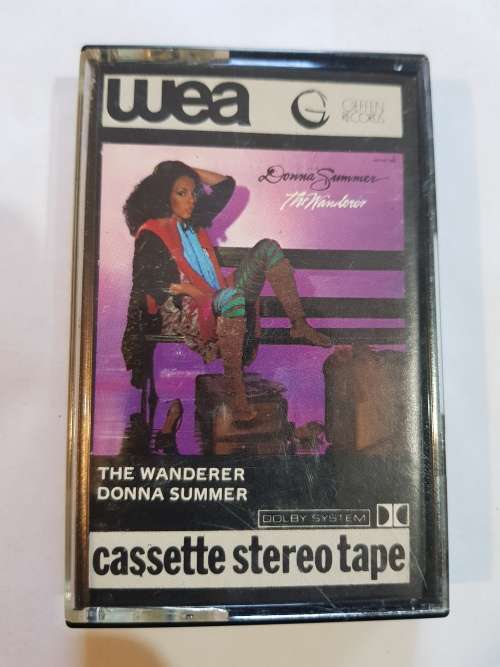 wea
GEFFEN
RECORDS
Donna Summer
The Wanderer
THE WANDERER
DONNA SUMMER
DOLBY SYSTEM
cassette stereo tape